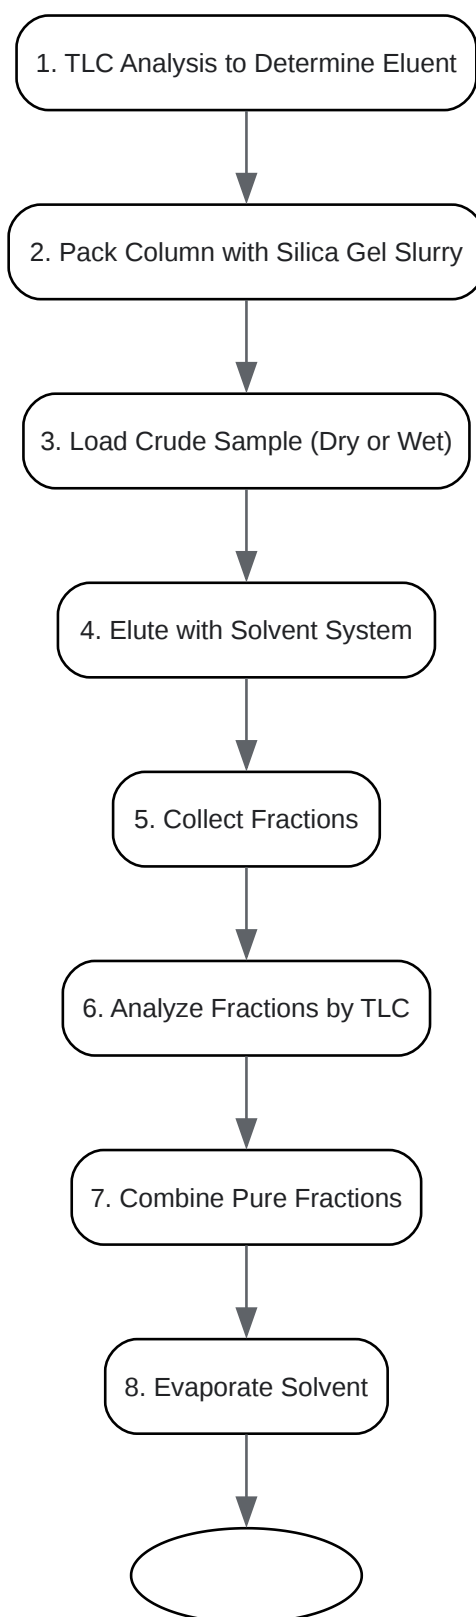 1. TLC Analysis to Determine Eluent
2. Pack Column with Silica Gel Slurry
3. Load Crude Sample (Dry or Wet)
4. Elute with Solvent System
5. Collect Fractions
6. Analyze Fractions by TLC
7. Combine Pure Fractions
8. Evaporate Solvent